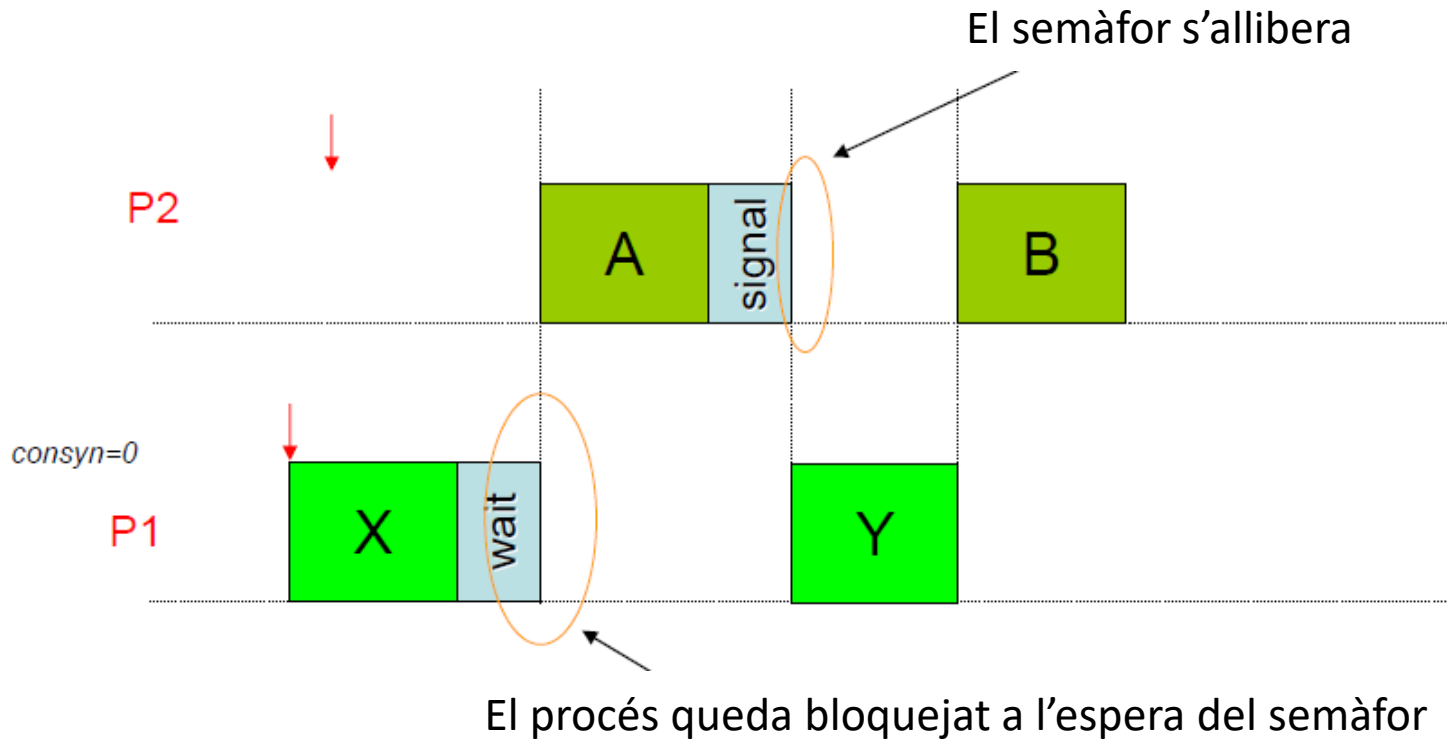 El semàfor s’allibera
P2
A
signal
B
consyn=0
P1
X
wait
Y
El procés queda bloquejat a l’espera del semàfor